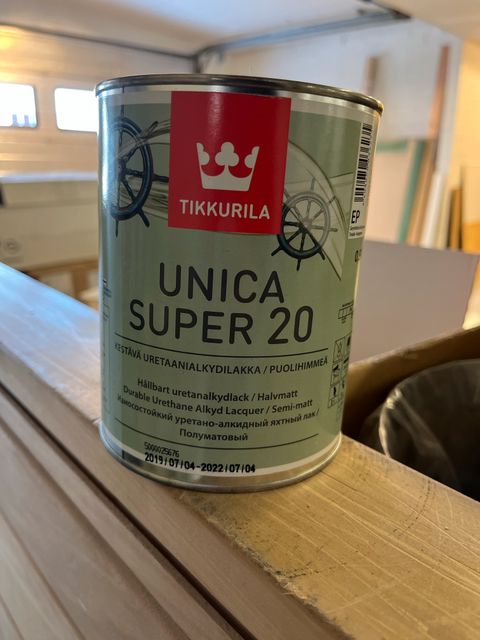 TIKKURILA
EP
UNICA
SUPER 20
KESTÄVÄ URETAANIALKYDILAKKA / PUOLIHIMMEÄ
Hållbart uretanalkydlack / Halvmatt
Durable Urethane Alkyd Lacquer / Semi-matt
Износостойкий уретано-алкидный яхтный лак /
Полуматовый
5000025676
2019/07/04-2022/07/04